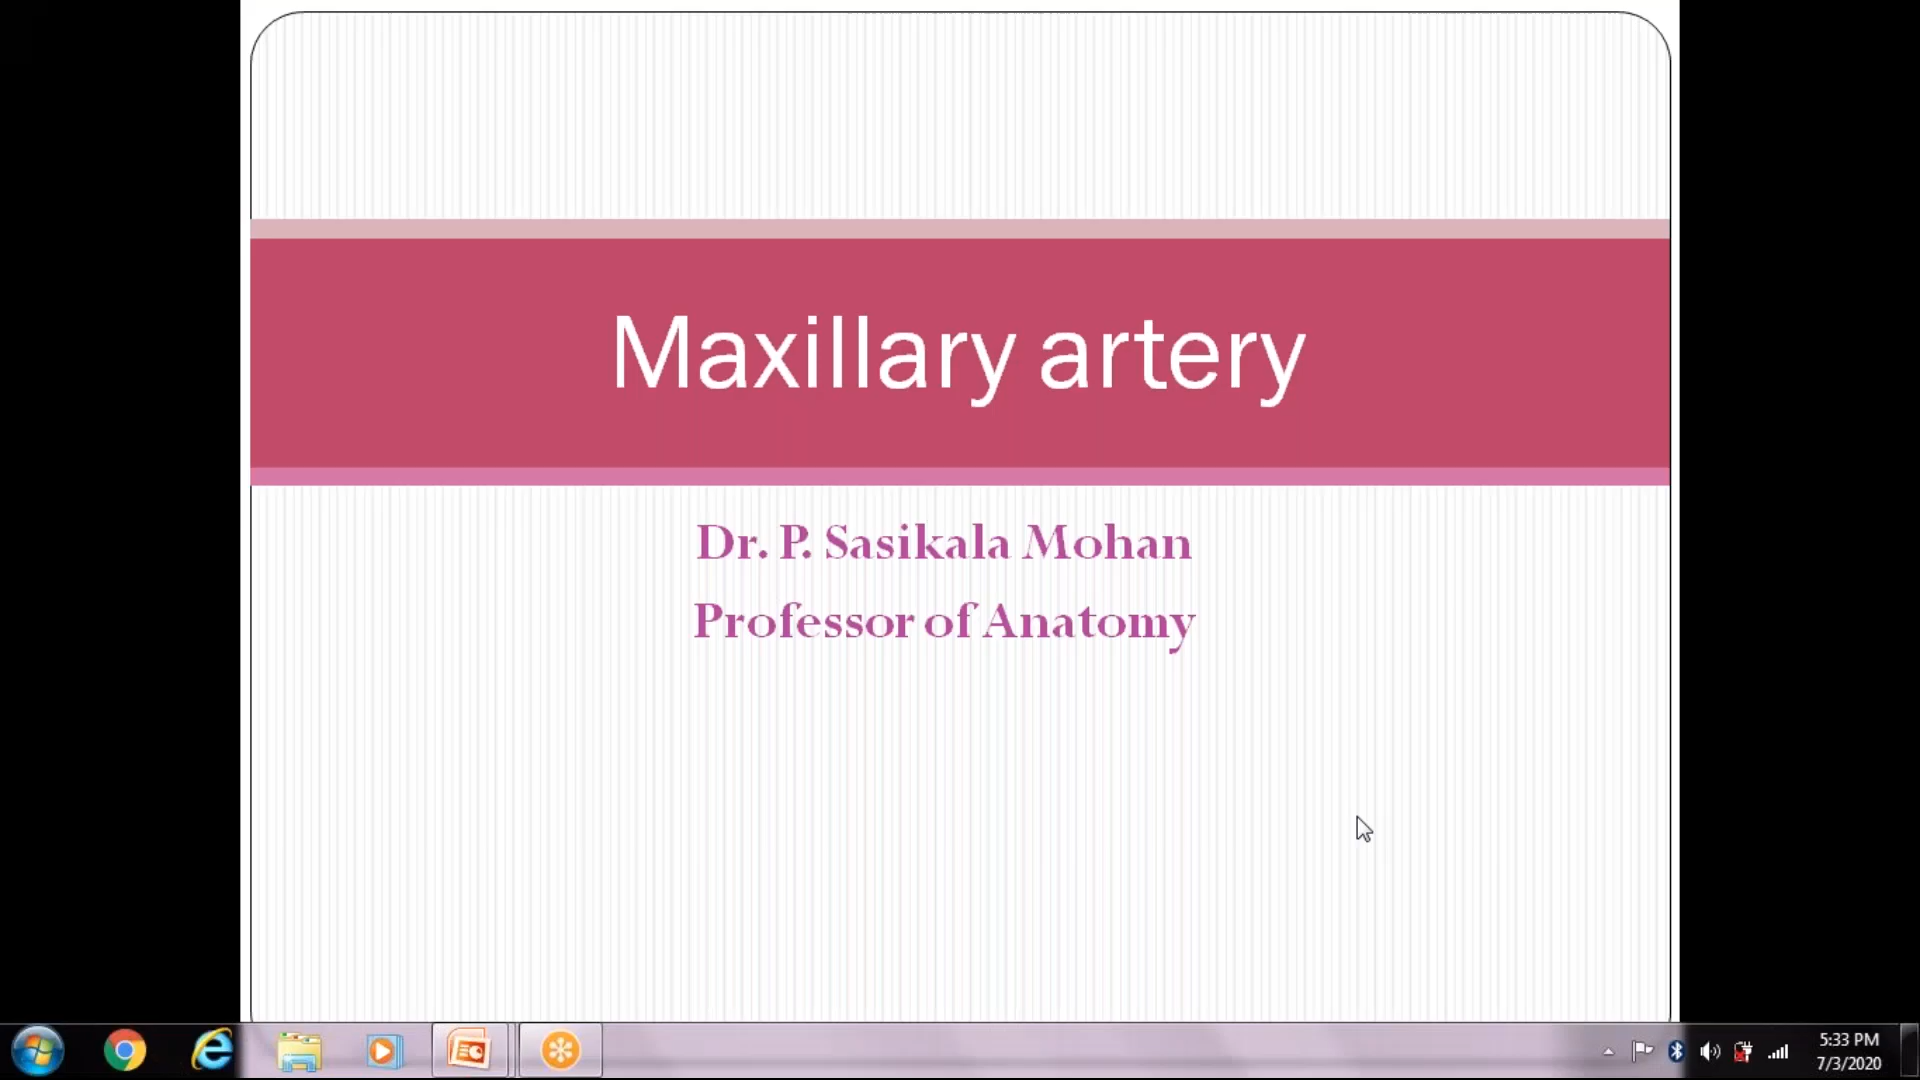 Maxillary artery
Dr. P. Sasikala Mohan
Professor of Anatomy
5:33 PM
7/3/2020